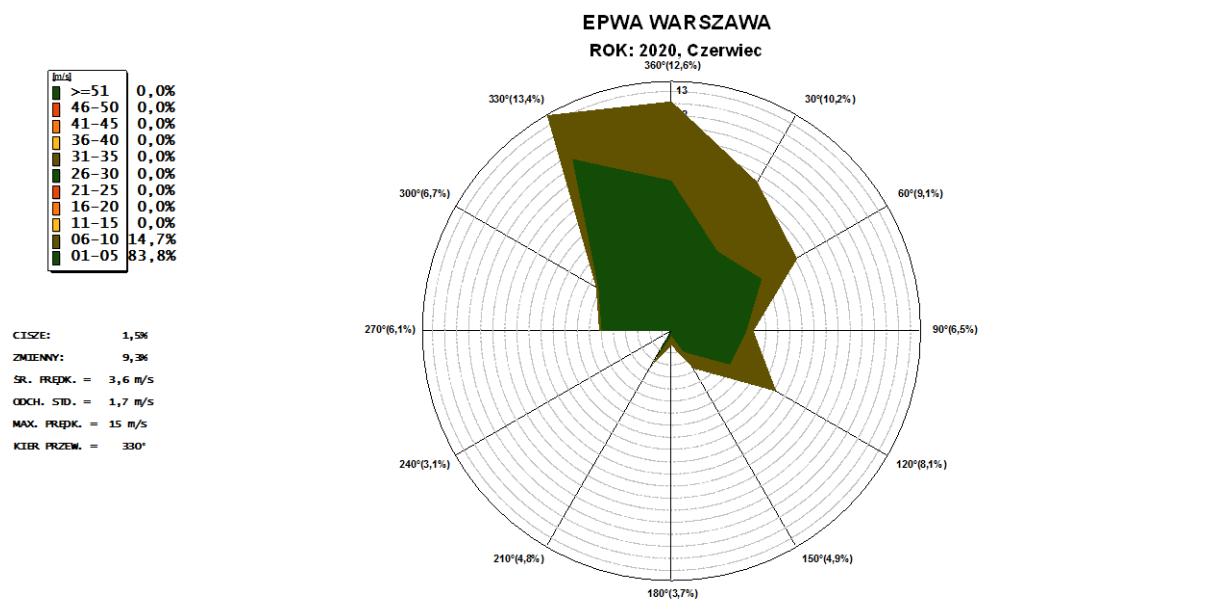 EPWA WARSZAWA
ROK: 2020, Czerwiec
360°(12,6%)
[m/s]
>=51 0,0%
46-50 0,0%
41-45 0,0%
36-40 0,0%
31-35 0,0%
26-30 0,0%
21-25 0,0%
16-20 0,0%
11-15 0,0%
06-10 14,7%
01-05 83,8%
330°(13,4%)
13
30°(10,2%)
300°(6,7%)
60°(9,1%)
270°(6,1%)
90°(6,5%)
CISZE: 1,5%
ZMIENNY: 9,3%
ŚR. PRĘDK. = 3,6 m/s
ODCH. STD. = 1,7 m/s
MAX. PRĘDK. = 15 m/s
KIER PRZEW. = 330°
240°(3,1%)
120°(8,1%)
210°(4,8%)
150°(4,9%)
180°(3,7%)